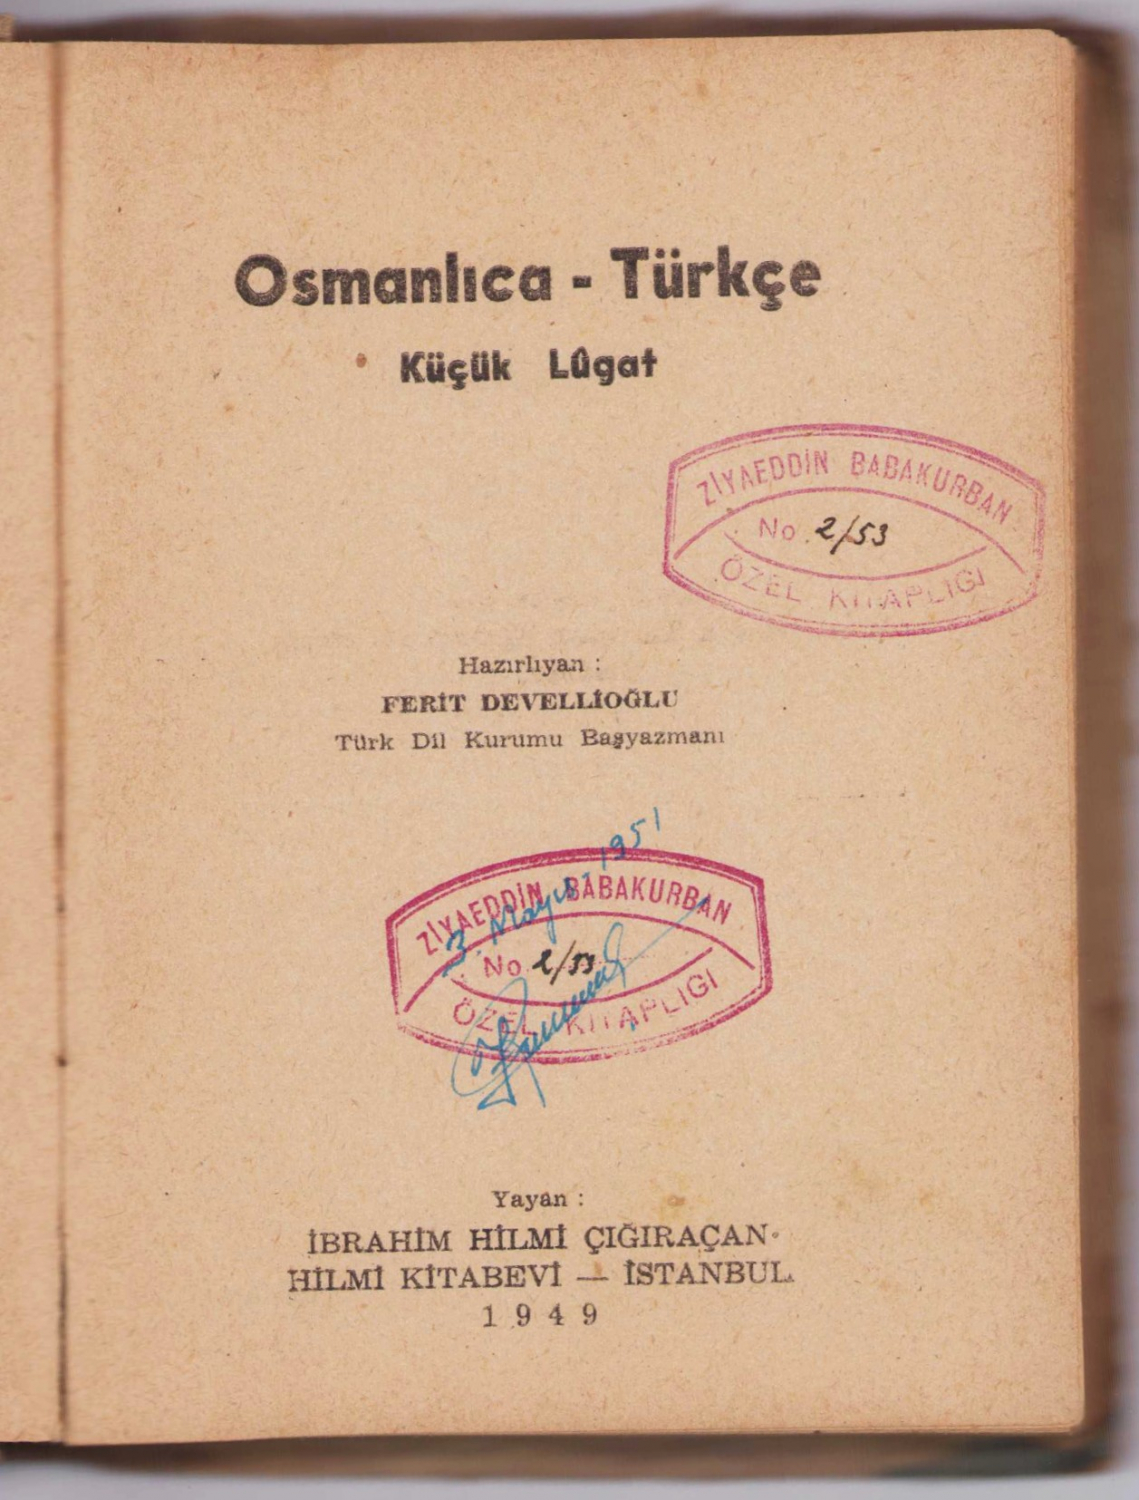 Osmanlıca - Türkçe
Küçük Lûgat
ZİYAEDDİN BABAKURBAN
No. 2/53
ÖZEL KİTAPLIGI
Hazırlıyan :
FERİT DEVELLİOĞLU
Türk Dil Kurumu Başyazmanı
3. Mayıs. 1951
ZİYAEDDİN BABAKURBAN
No. 2/53
ÖZEL KİTAPLIGI
Yayan :
İBRAHİM HİLMİ ÇIĞIRAÇAN
HİLMİ KİTABEVİ — İSTANBUL
1949